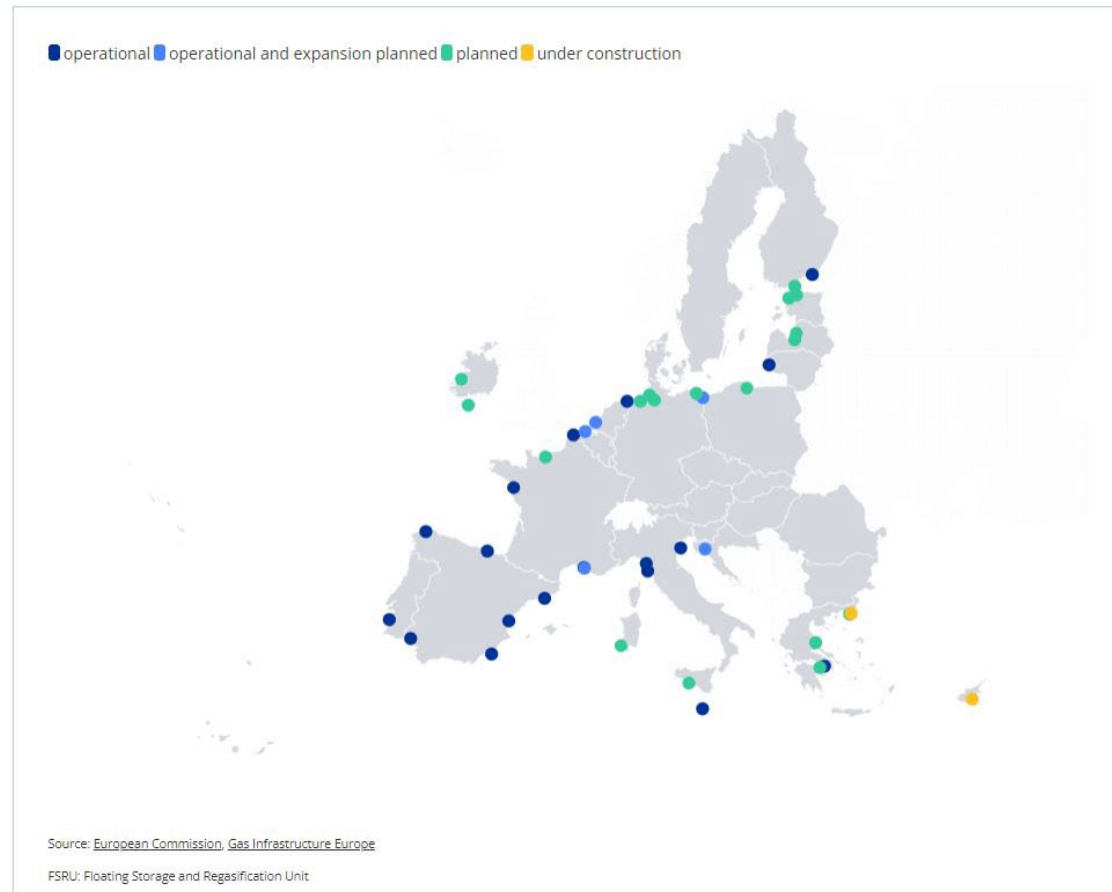 operational operational and expansion planned planned under construction
Source: European Commission, Gas Infrastructure Europe
FSRU: Floating Storage and Regasification Unit